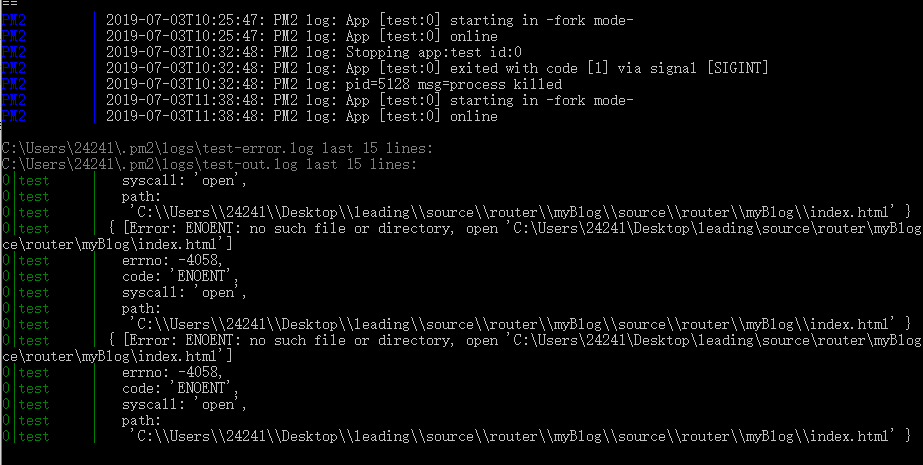 ==
PM2 | 2019-07-03T10:25:47: PM2 log: App [test:0] starting in -fork mode-
PM2 | 2019-07-03T10:25:47: PM2 log: App [test:0] online
PM2 | 2019-07-03T10:32:48: PM2 log: Stopping app:test id:0
PM2 | 2019-07-03T10:32:48: PM2 log: App [test:0] exited with code [1] via signal [SIGINT]
PM2 | 2019-07-03T10:32:48: PM2 log: pid=5128 msg=process killed
PM2 | 2019-07-03T11:38:48: PM2 log: App [test:0] starting in -fork mode-
PM2 | 2019-07-03T11:38:48: PM2 log: App [test:0] online
C:\Users\24241\.pm2\logs\test-error.log last 15 lines:
C:\Users\24241\.pm2\logs\test-out.log last 15 lines:
0|test | syscall: 'open',
0|test | path:
0|test | 'C:\\Users\\24241\\Desktop\\leading\\source\\router\\myBlog\\source\\router\\myBlog\\index.html' }
0|test | { [Error: ENOENT: no such file or directory, open 'C:\Users\24241\Desktop\leading\source\router\myBlog
ce\router\myBlog\index.html']
0|test | errno: -4058,
0|test | code: 'ENOENT',
0|test | syscall: 'open',
0|test | path:
0|test | 'C:\\Users\\24241\\Desktop\\leading\\source\\router\\myBlog\\source\\router\\myBlog\\index.html' }
0|test | { [Error: ENOENT: no such file or directory, open 'C:\Users\24241\Desktop\leading\source\router\myBlog
ce\router\myBlog\index.html']
0|test | errno: -4058,
0|test | code: 'ENOENT',
0|test | syscall: 'open',
0|test | path:
0|test | 'C:\\Users\\24241\\Desktop\\leading\\source\\router\\myBlog\\source\\router\\myBlog\\index.html' }